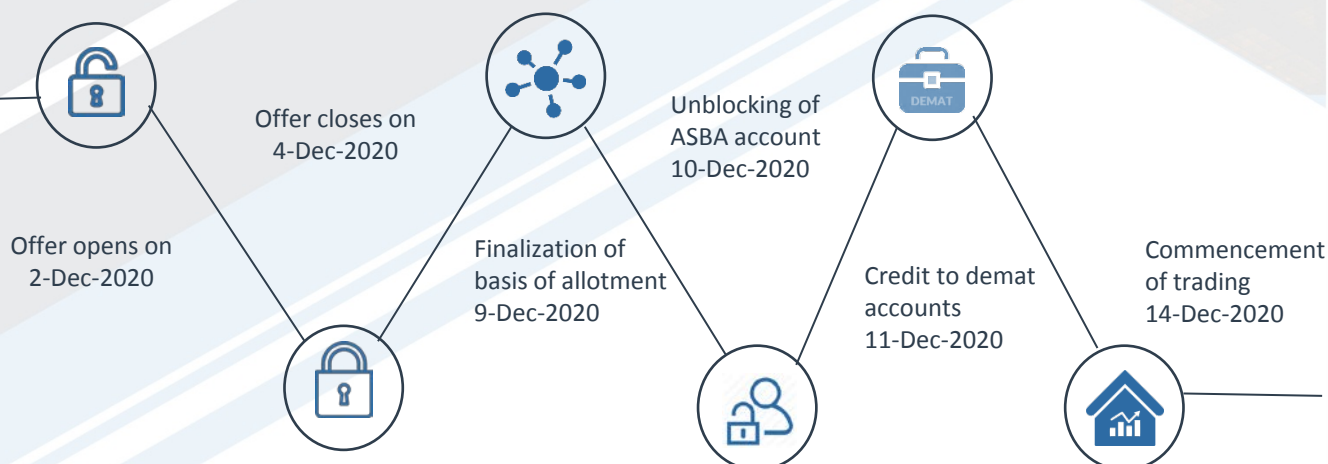 Offer opens on
2-Dec-2020
Offer closes on
4-Dec-2020
Finalization of
basis of allotment
9-Dec-2020
Unblocking of
ASBA account
10-Dec-2020
DEMAT
Credit to demat
accounts
11-Dec-2020
Commencement
of trading
14-Dec-2020